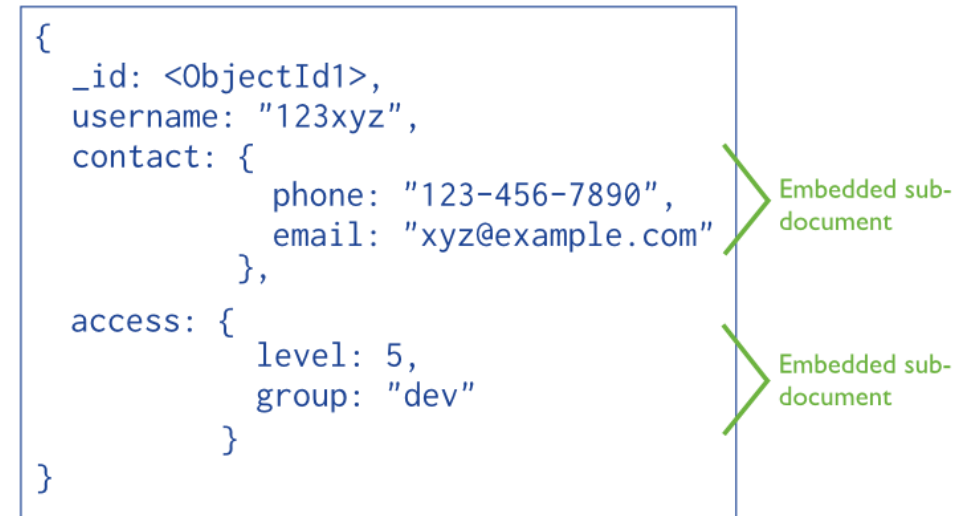 {
_id: <ObjectId1>,
username: "123xyz",
contact: {
phone: "123-456-7890",
email: "xyz@example.com"
},
access: {
level: 5,
group: "dev"
}
}
Embedded sub-
document
Embedded sub-
document